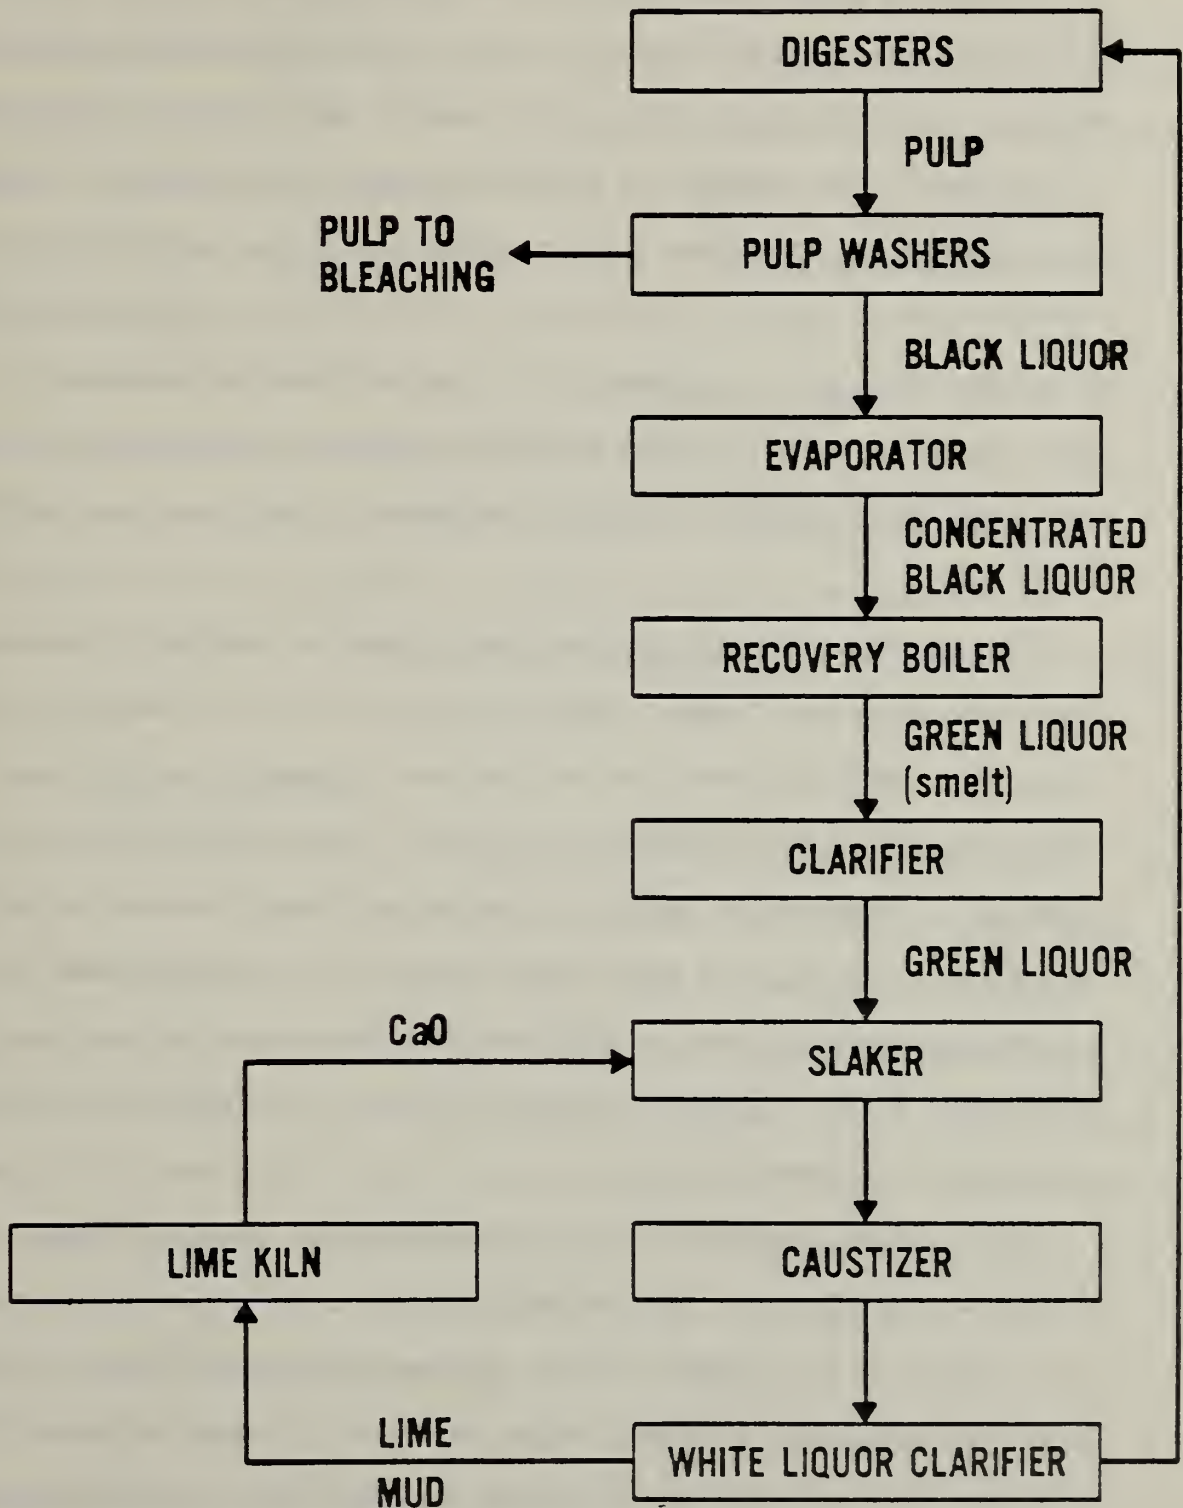 DIGESTERS
PULP
PULP TO
BLEACHING
PULP WASHERS
BLACK LIQUOR
EVAPORATOR
CONCENTRATED
BLACK LIQUOR
RECOVERY BOILER
GREEN LIQUOR
(smelt)
CLARIFIER
GREEN LIQUOR
CaO
SLAKER
LIME KILN
CAUSTIZER
LIME
MUD
WHITE LIQUOR CLARIFIER